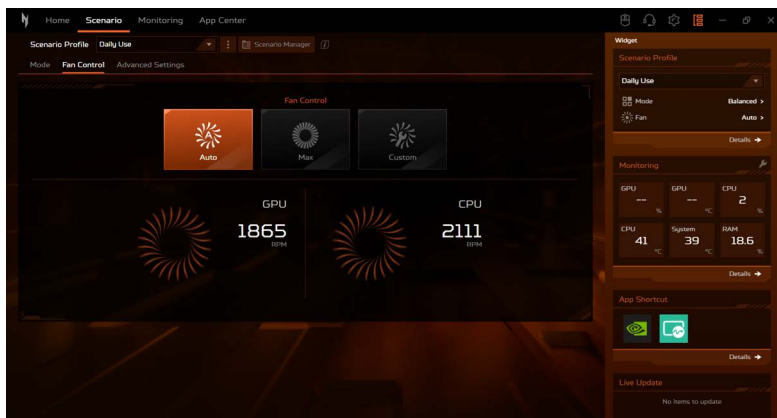 Home Scenario Monitoring App Center
Scenario Profile Daily Use Scenario Manager
Mode Fan Control Advanced Settings
Fan Control
Auto Max Custom
GPU CPU
1865 2111
RPM RPM
Widget
Scenario Profile
Daily Use
Mode Balanced >
Fan Auto >
Details →
Monitoring
GPU GPU CPU
-- -- 2
% °C %
CPU System RAM
41 39 18.6
°C °C %
Details →
App Shortcut
Details →
Live Update
No items to update